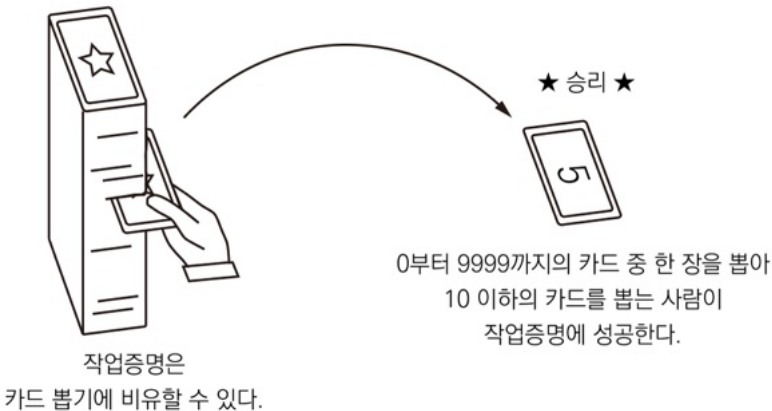 ★ 승리 ★
5
0부터 9999까지의 카드 중 한 장을 뽑아
10 이하의 카드를 뽑는 사람이
작업증명에 성공한다.
작업증명은
카드 뽑기에 비유할 수 있다.